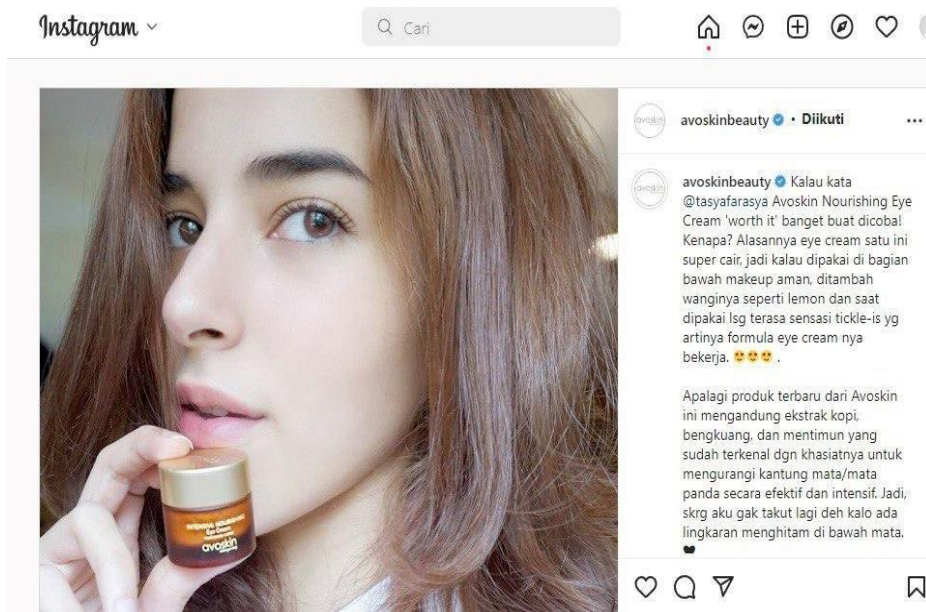 Instagram
Cari
avoskinbeauty • Diikuti
avoskinbeauty Kalau kata
@tasyafarasya Avoskin Nourishing Eye
Cream 'worth it' banget buat dicoba!
Kenapa? Alasannya eye cream satu ini
super cair, jadi kalau dipakai di bagian
bawah makeup aman, ditambah
wanginya seperti lemon dan saat
dipakai lsg terasa sensasi tickle-is yg
artinya formula eye cream nya
bekerja. 😍😍😍 .
Apalagi produk terbaru dari Avoskin
ini mengandung ekstrak kopi,
bengkuang, dan mentimun yang
sudah terkenal dgn khasiatnya untuk
mengurangi kantung mata/mata
panda secara efektif dan intensif. Jadi,
skrg aku gak takut lagi deh kalo ada
lingkaran menghitam di bawah mata.
INTENSIVE NOURISHING
Eye Cream
avoskin